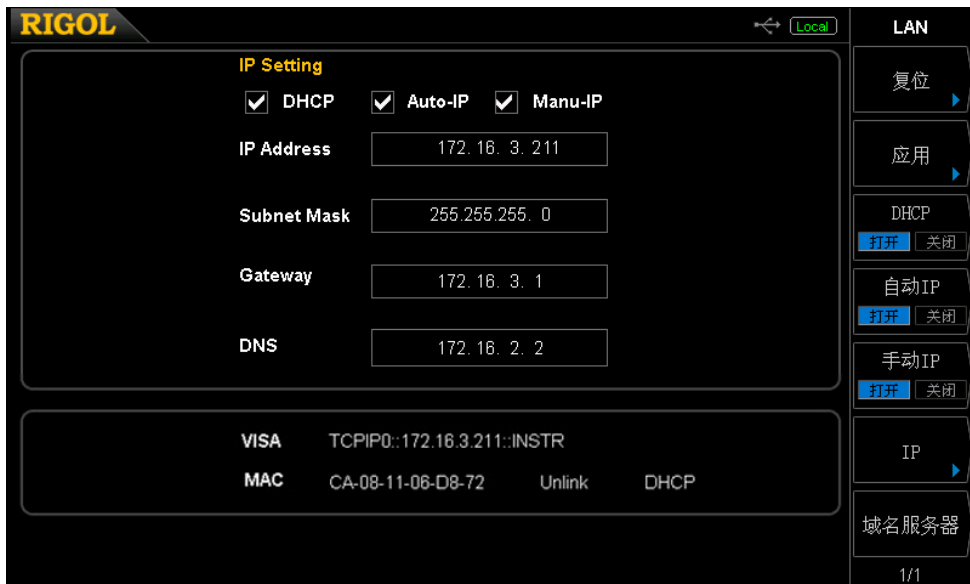 RIGOL
Local
IP Setting
DHCP Auto-IP Manu-IP
IP Address 172. 16. 3. 211
Subnet Mask 255.255.255. 0
Gateway 172. 16. 3. 1
DNS 172. 16. 2. 2
VISA TCPIP0::172.16.3.211::INSTR
MAC CA-08-11-06-D8-72 Unlink DHCP
LAN
复位
应用
DHCP
打开 关闭
自动IP
打开 关闭
手动IP
打开 关闭
IP
域名服务器
1/1